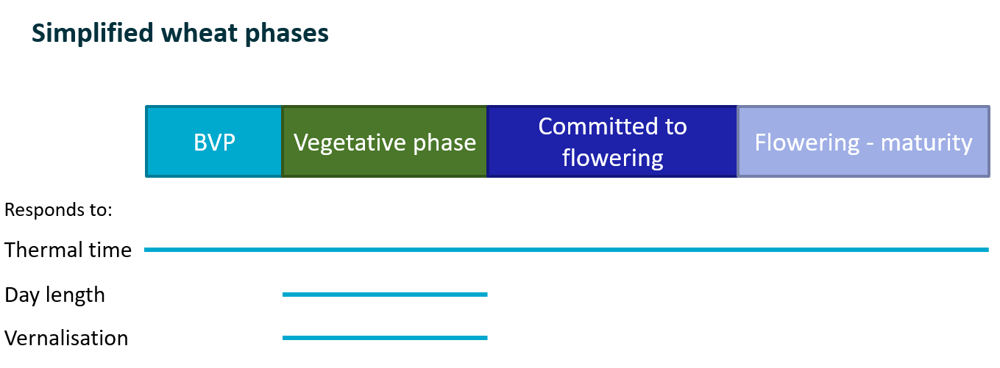 Simplified wheat phases
BVP
Vegetative phase
Committed to
flowering
Flowering - maturity
Responds to:
Thermal time
Day length
Vernalisation